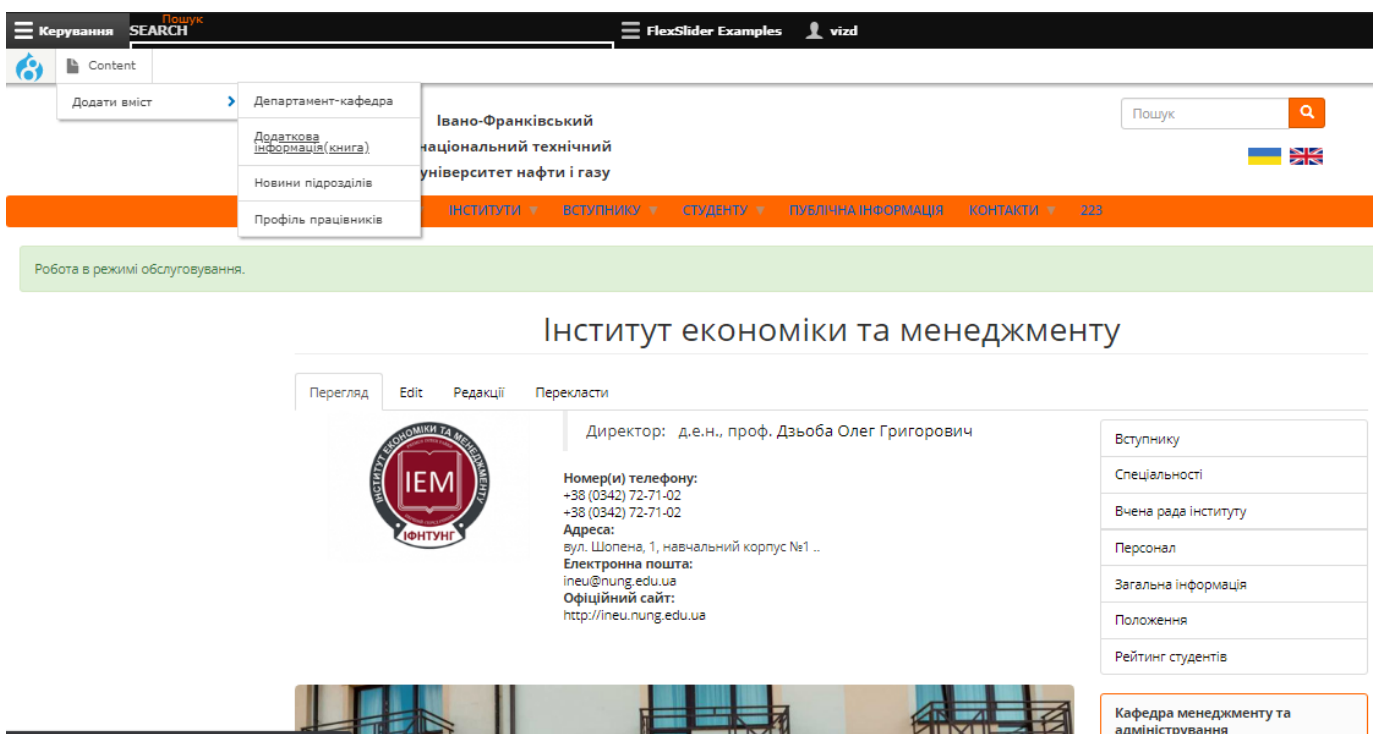 Пошук
Керування SEARCH FlexSlider Examples vizd
Content
Додати вміст
Департамент-кафедра
Додаткова
інформація(книга)
Новини підрозділів
Профіль працівників
Івано-Франківський
національний технічний
університет нафти і газу
Пошук
ІНСТИТУТИ ВСТУПНИКУ СТУДЕНТУ ПУБЛІЧНА ІНФОРМАЦІЯ КОНТАКТИ 223
Робота в режимі обслуговування.
Інститут економіки та менеджменту
Перегляд Edit Редакції Перекласти
ІНСТИТУТ ЕКОНОМІКИ ТА МЕНЕДЖМЕНТУ
ІЕМ
ІФНТУНГ
Директор: д.е.н., проф. Дзьоба Олег Григорович
Номер(и) телефону:
+38 (0342) 72-71-02
+38 (0342) 72-71-02
Адреса:
вул. Шопена, 1, навчальний корпус №1 ..
Електронна пошта:
ineu@nung.edu.ua
Офіційний сайт:
http://ineu.nung.edu.ua
Вступнику
Спеціальності
Вчена рада інституту
Персонал
Загальна інформація
Положення
Рейтинг студентів
Кафедра менеджменту та
адміністрування